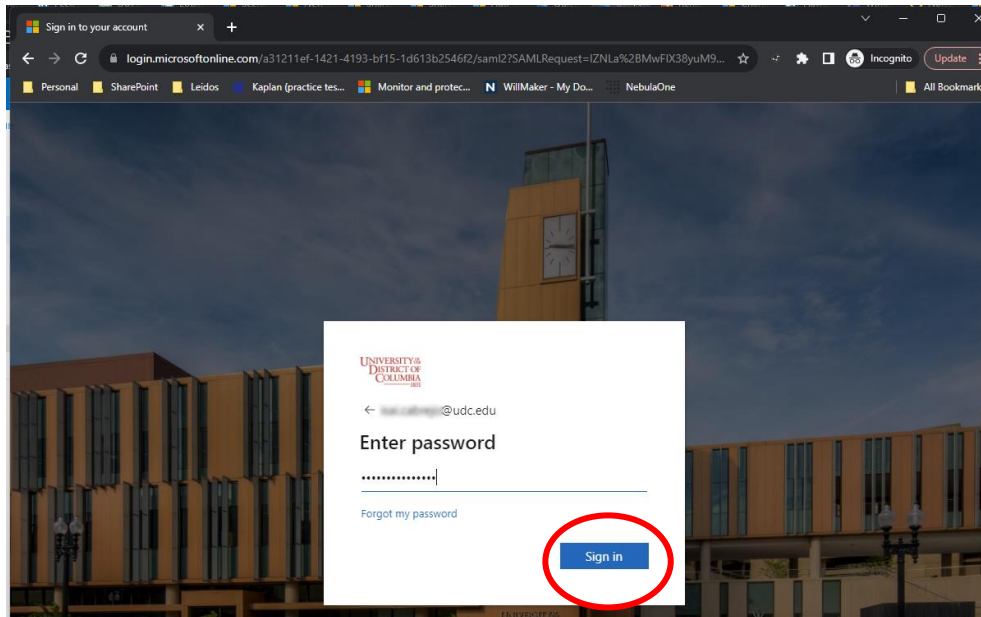 Sign in to your account
login.microsoftonline.com/a31211ef-1421-4193-bf15-1d613b2546f2/saml2?SAMLRequest=IZNLa%2BMwFIX38yuM9...
Incognito
Update
Personal
SharePoint
Leidos
Kaplan (practice tes...
Monitor and protec...
N WillMaker - My Do...
NebulaOne
All Bookmark
UNIVERSITY OF THE
DISTRICT OF
COLUMBIA
1851
@udc.edu
Enter password
Forgot my password
Sign in